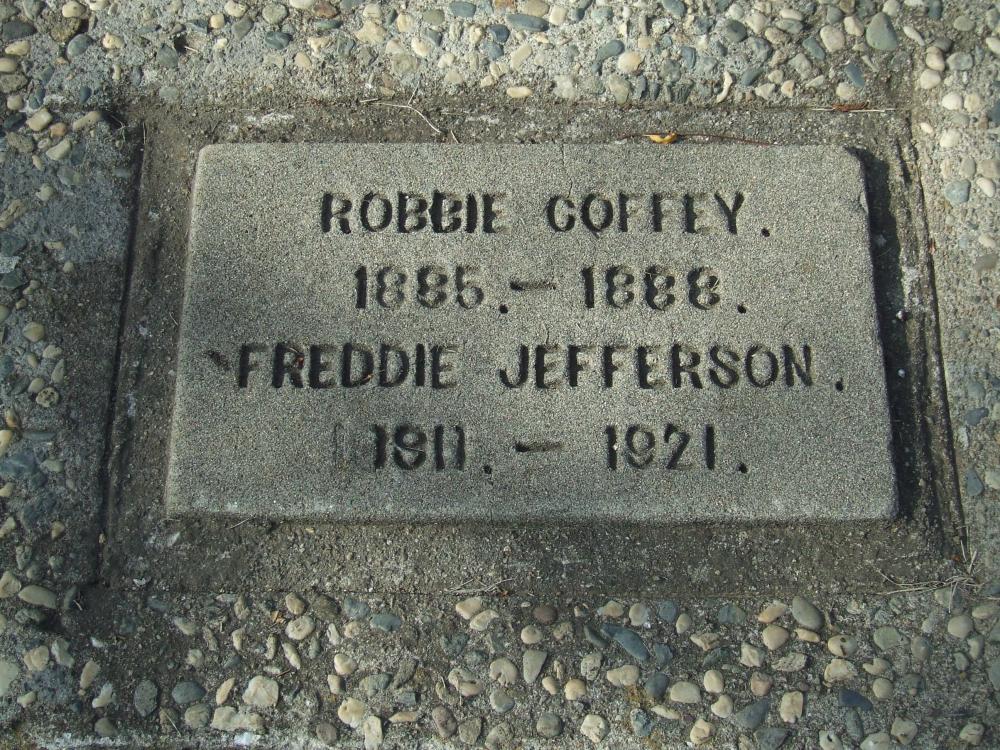 ROBBIE COFFEY.
1885. - 1888.
FREDDIE JEFFERSON.
1911. - 1921.